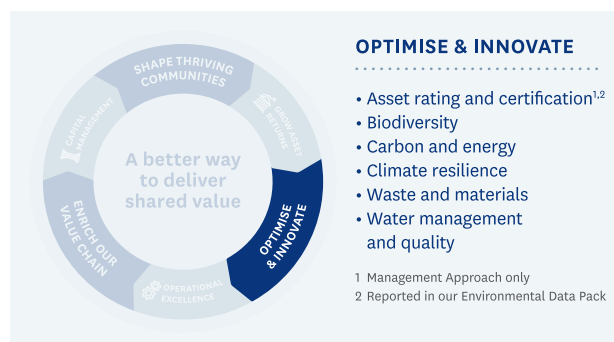 SHAPE THRIVING
COMMUNITIES
GROW ASSET
RETURNS
OPTIMISE
& INNOVATE
OPERATIONAL
EXCELLENCE
ENRICH OUR
VALUE CHAIN
CAPITAL
MANAGEMENT
A better way
to deliver
shared value
OPTIMISE & INNOVATE
• Asset rating and certification1,2
• Biodiversity
• Carbon and energy
• Climate resilience
• Waste and materials
• Water management
and quality
1 Management Approach only
2 Reported in our Environmental Data Pack